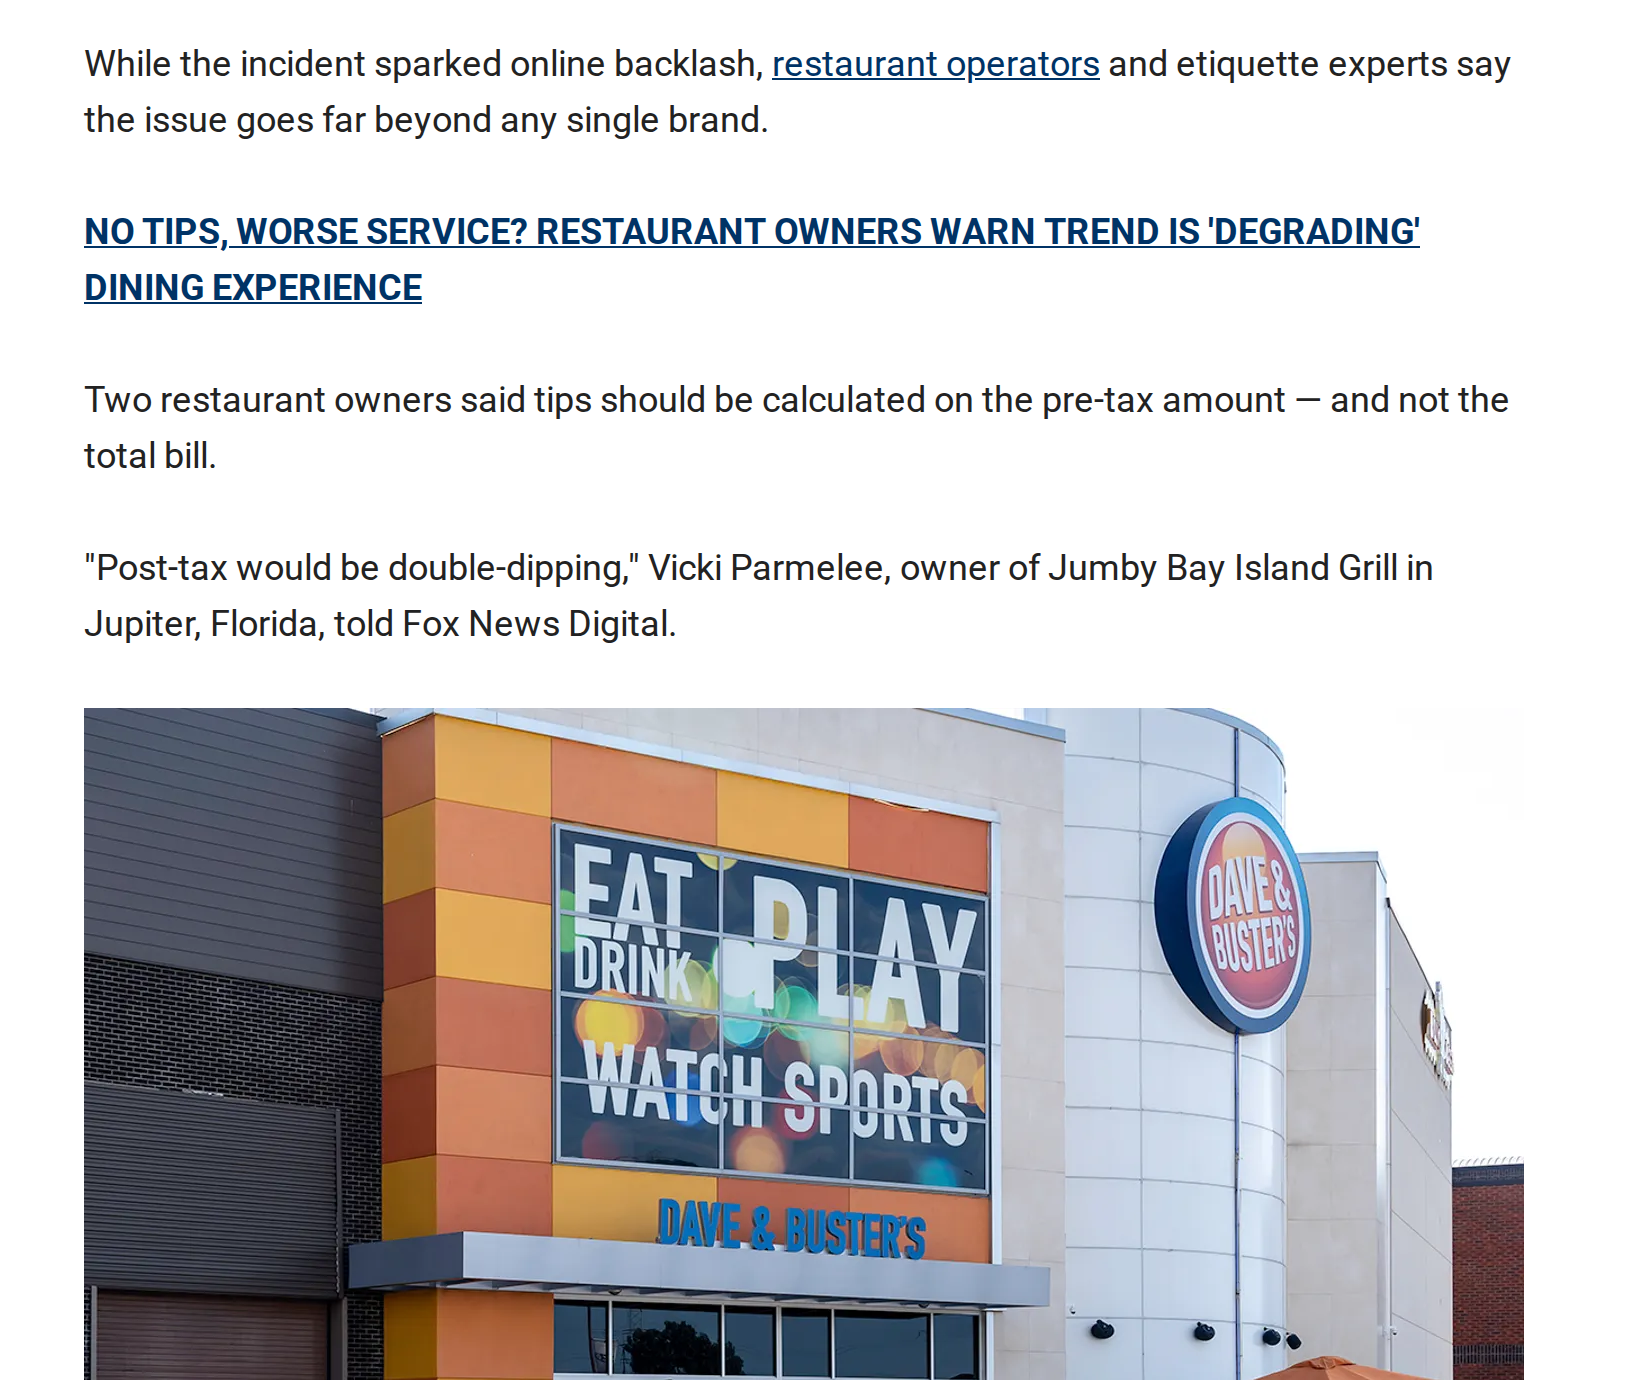 While the incident sparked online backlash, restaurant operators and etiquette experts say
the issue goes far beyond any single brand.
NO TIPS, WORSE SERVICE? RESTAURANT OWNERS WARN TREND IS 'DEGRADING'
DINING EXPERIENCE
Two restaurant owners said tips should be calculated on the pre-tax amount — and not the
total bill.
"Post-tax would be double-dipping," Vicki Parmelee, owner of Jumby Bay Island Grill in
Jupiter, Florida, told Fox News Digital.
EAT
DRINK
PLAY
WATCH SPORTS
DAVE &
BUSTER'S
DAVE & BUSTER'S